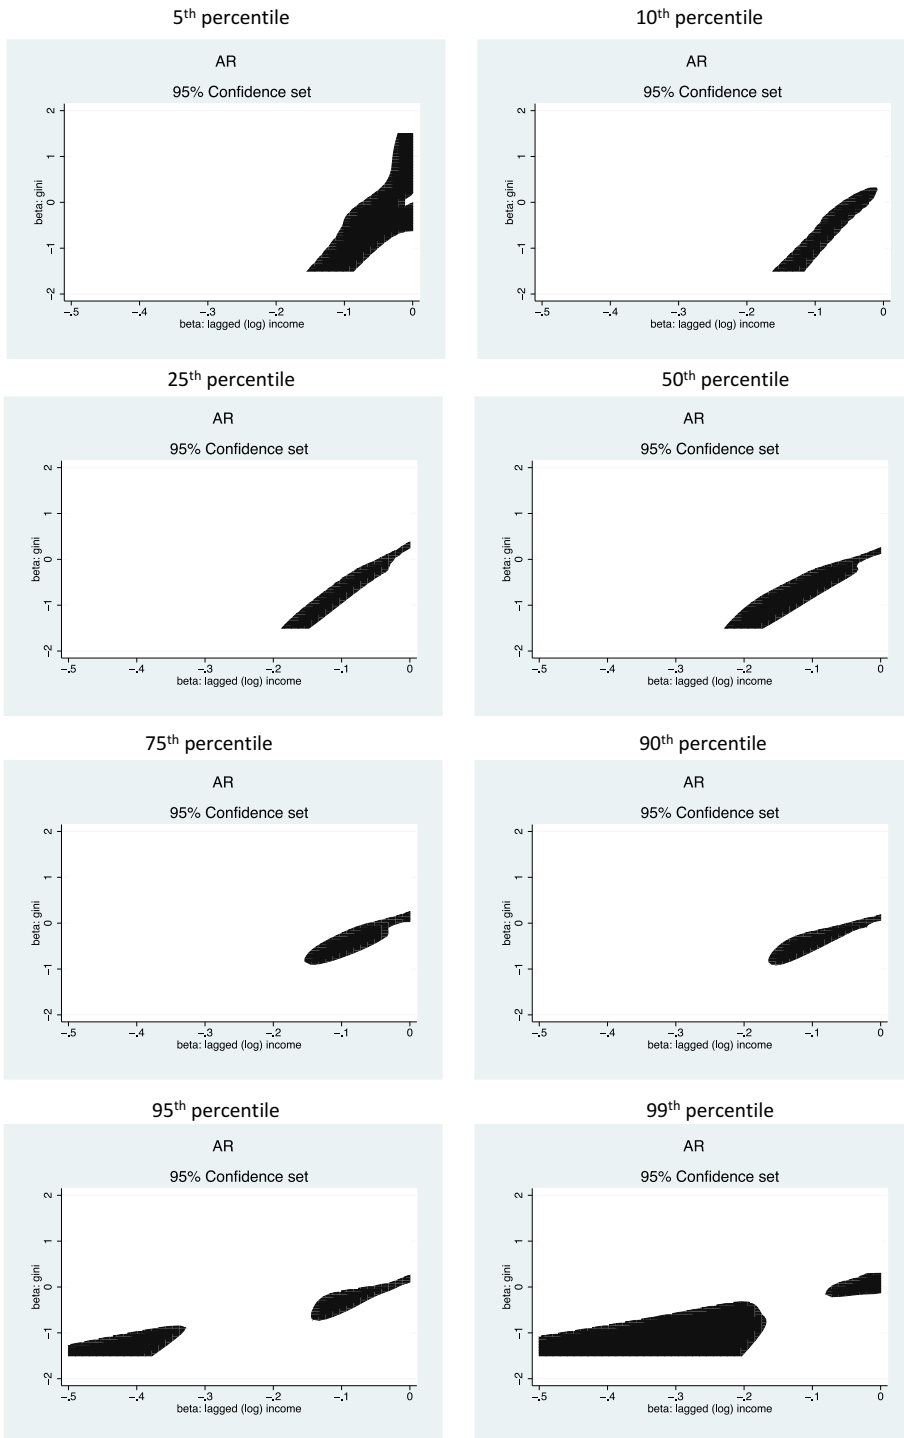 5th percentile
10th percentile
AR
95% Confidence set
2
1
0
−1
−2
beta: gini
−.5 −.4 −.3 −.2 −.1 0
beta: lagged (log) income
AR
95% Confidence set
2
1
0
−1
−2
beta: gini
−.5 −.4 −.3 −.2 −.1 0
beta: lagged (log) income
25th percentile
50th percentile
AR
95% Confidence set
2
1
0
−1
−2
beta: gini
−.5 −.4 −.3 −.2 −.1 0
beta: lagged (log) income
AR
95% Confidence set
2
1
0
−1
−2
beta: gini
−.5 −.4 −.3 −.2 −.1 0
beta: lagged (log) income
75th percentile
90th percentile
AR
95% Confidence set
2
1
0
−1
−2
beta: gini
−.5 −.4 −.3 −.2 −.1 0
beta: lagged (log) income
AR
95% Confidence set
2
1
0
−1
−2
beta: gini
−.5 −.4 −.3 −.2 −.1 0
beta: lagged (log) income
95th percentile
99th percentile
AR
95% Confidence set
2
1
0
−1
−2
beta: gini
−.5 −.4 −.3 −.2 −.1 0
beta: lagged (log) income
AR
95% Confidence set
2
1
0
−1
−2
beta: gini
−.5 −.4 −.3 −.2 −.1 0
beta: lagged (log) income